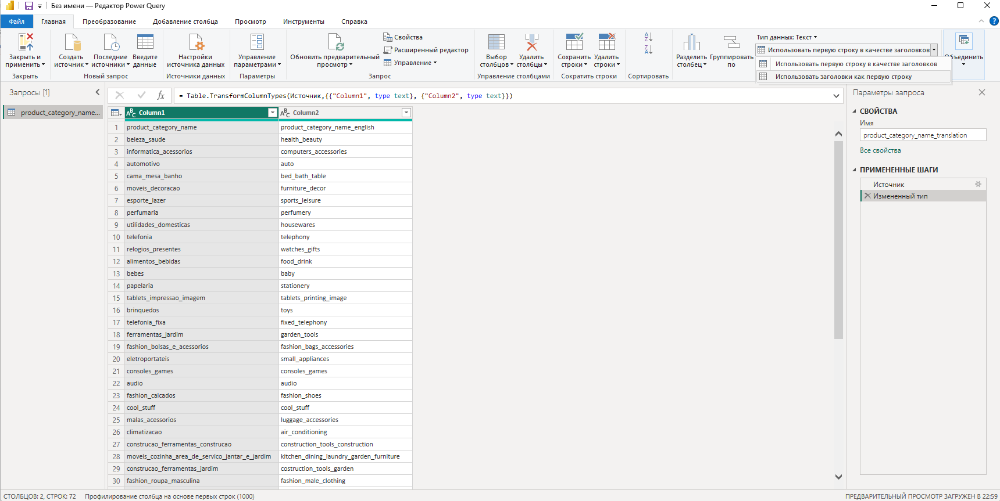 Без имени — Редактор Power Query
Файл
Главная
Преобразование
Добавление столбца
Просмотр
Инструменты
Справка
Закрыть и
применить
Закрыть
Создать
источник
Последние
источники
Введите
данные
Новый запрос
Настройки
источника данных
Источники данных
Управление
параметрами
Параметры
Обновить предварительный
просмотр
Свойства
Расширенный редактор
Управление
Запрос
Выбор
столбцов
Удалить
столбцы
Управление столбцами
Сохранить
строки
Удалить
строки
Сократить строки
Сортировать
Разделить
столбец
Группировать
по
Тип данных: Текст
Использовать первую строку в качестве заголовков
Использовать первую строку в качестве заголовков
Использовать заголовки как первую строку
Объединить
Запросы [1]
product_category_name...
= Table.TransformColumnTypes(Источник,{{"Column1", type text}, {"Column2", type text}})
Column1 Column2
1 product_category_name product_category_name_english
2 beleza_saude health_beauty
3 informatica_acessorios computers_accessories
4 automotivo auto
5 cama_mesa_banho bed_bath_table
6 moveis_decoracao furniture_decor
7 esporte_lazer sports_leisure
8 perfumaria perfumery
9 utilidades_domesticas housewares
10 telefonia telephony
11 relogios_presentes watches_gifts
12 alimentos_bebidas food_drink
13 bebes baby
14 papelaria stationery
15 tablets_impressao_imagem tablets_printing_image
16 brinquedos toys
17 telefonia_fixa fixed_telephony
18 ferramentas_jardim garden_tools
19 fashion_bolsas_e_acessorios fashion_bags_accessories
20 eletroportateis small_appliances
21 consoles_games consoles_games
22 audio audio
23 fashion_calcados fashion_shoes
24 cool_stuff cool_stuff
25 malas_acessorios luggage_accessories
26 climatizacao air_conditioning
27 construcao_ferramentas_construcao construction_tools_construction
28 moveis_cozinha_area_de_servico_jantar_e_jardim kitchen_dining_laundry_garden_furniture
29 construcao_ferramentas_jardim costruction_tools_garden
30 fashion_roupa_masculina fashion_male_clothing
Параметры запроса
СВОЙСТВА
Имя
product_category_name_translation
Все свойства
ПРИМЕНЕННЫЕ ШАГИ
Источник
Измененный тип
СТОЛБЦОВ: 2, СТРОК: 72 Профилирование столбца на основе первых строк (1000)
ПРЕДВАРИТЕЛЬНЫЙ ПРОСМОТР ЗАГРУЖЕН В 22:59